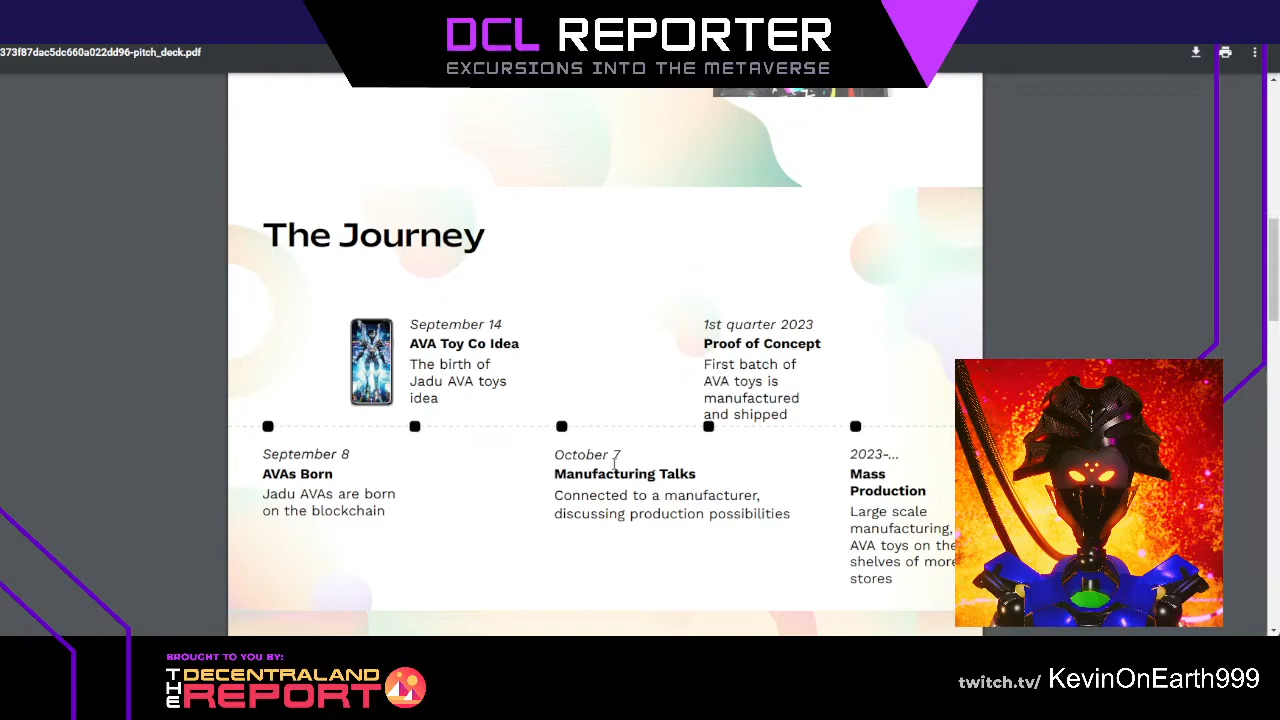 DCL REPORTER
EXCURSIONS INTO THE METAVERSE
373f87dac5dc660a022dd96-pitch_deck.pdf
The Journey
September 14
AVA Toy Co Idea
The birth of
Jadu AVA toys
idea
1st quarter 2023
Proof of Concept
First batch of
AVA toys is
manufactured
and shipped
September 8
AVAs Born
Jadu AVAs are born
on the blockchain
October 7
Manufacturing Talks
Connected to a manufacturer,
discussing production possibilities
2023-...
Mass
Production
Large scale
manufacturing,
AVA toys on the
shelves of more
stores
BROUGHT TO YOU BY:
THE DECENTRALAND
REPORT
twitch.tv/ KevinOnEarth999